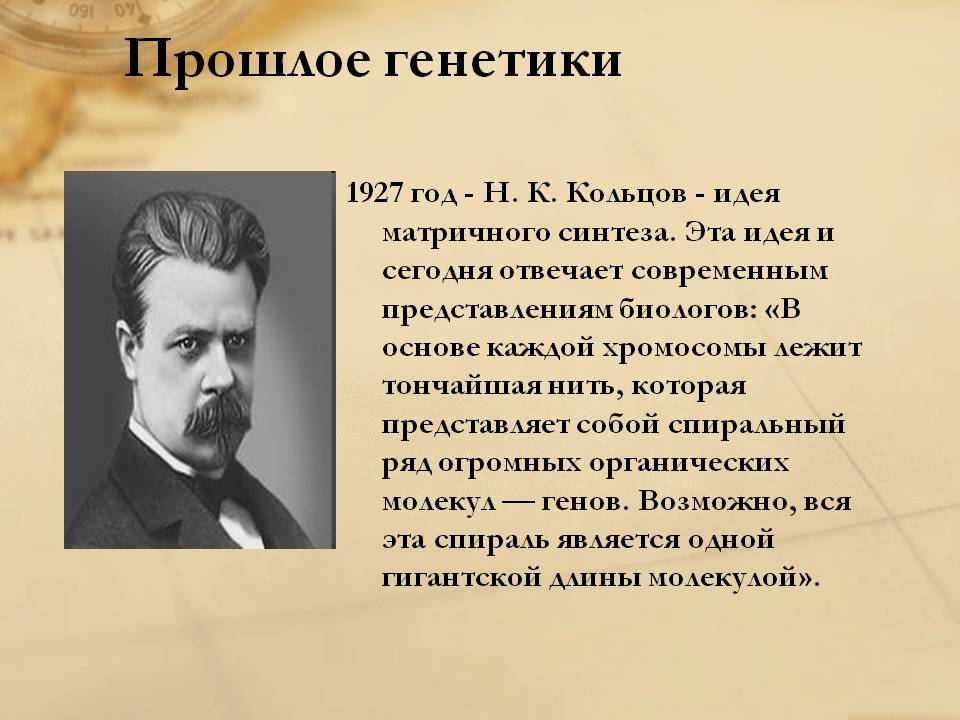 Прошлое генетики
1927 год - Н. К. Кольцов - идея
матричного синтеза. Эта идея и
сегодня отвечает современным
представлениям биологов: «В
основе каждой хромосомы лежит
тончайшая нить, которая
представляет собой спиральный
ряд огромных органических
молекул — генов. Возможно, вся
эта спираль является одной
гигантской длины молекулой».